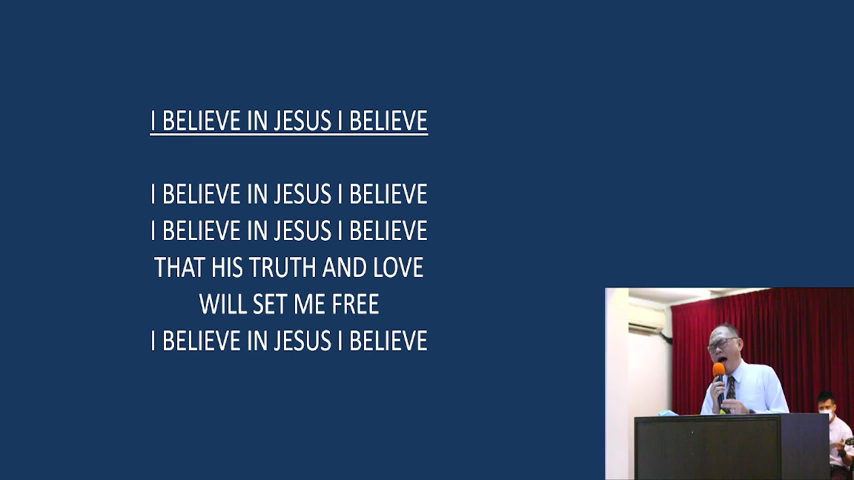 I BELIEVE IN JESUS I BELIEVE
I BELIEVE IN JESUS I BELIEVE
I BELIEVE IN JESUS I BELIEVE
THAT HIS TRUTH AND LOVE
WILL SET ME FREE
I BELIEVE IN JESUS I BELIEVE